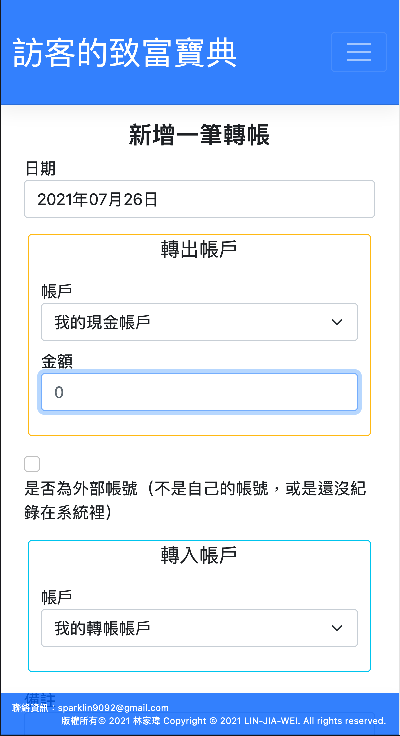 訪客的致富寶典
新增一筆轉帳
日期
2021年07月26日
轉出帳戶
帳戶
我的現金帳戶
金額
0
是否為外部帳號（不是自己的帳號，或是還沒紀
錄在系統裡）
轉入帳戶
帳戶
我的轉帳帳戶
備註
聯絡資訊：sparklin9092@gmail.com
版權所有© 2021 林家瑋 Copyright © 2021 LIN-JIA-WEI. All rights reserved.